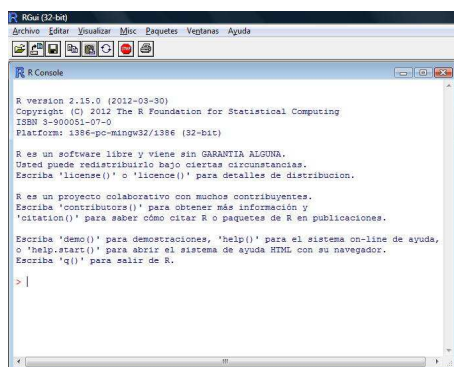 RGui (32-bit)
Archivo Editar Visualizar Misc Paquetes Ventanas Ayuda
R Console
R version 2.15.0 (2012-03-30)
Copyright (C) 2012 The R Foundation for Statistical Computing
ISBN 3-900051-07-0
Platform: i386-pc-mingw32/i386 (32-bit)
R es un software libre y viene sin GARANTIA ALGUNA.
Usted puede redistribuirlo bajo ciertas circunstancias.
Escriba 'license()' o 'licence()' para detalles de distribucion.
R es un proyecto colaborativo con muchos contribuyentes.
Escriba 'contributors()' para obtener más información y
'citation()' para saber cómo citar R o paquetes de R en publicaciones.
Escriba 'demo()' para demostraciones, 'help()' para el sistema on-line de ayuda,
o 'help.start()' para abrir el sistema de ayuda HTML con su navegador.
Escriba 'q()' para salir de R.
>